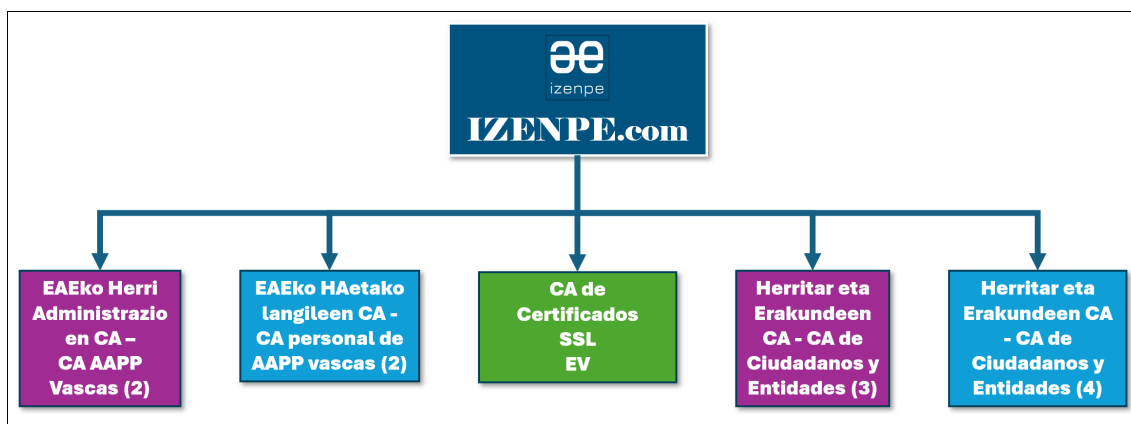 izenpe
IZENPE.com
EAEko Herri
Administrazio
en CA –
CA AAPP
Vascas (2)
EAEko HAetako
langileen CA -
CA personal de
AAPP vascas (2)
CA de
Certificados
SSL
EV
Herritar eta
Erakundeen
CA - CA de
Ciudadanos y
Entidades (3)
Herritar eta
Erakundeen CA
- CA de
Ciudadanos y
Entidades (4)